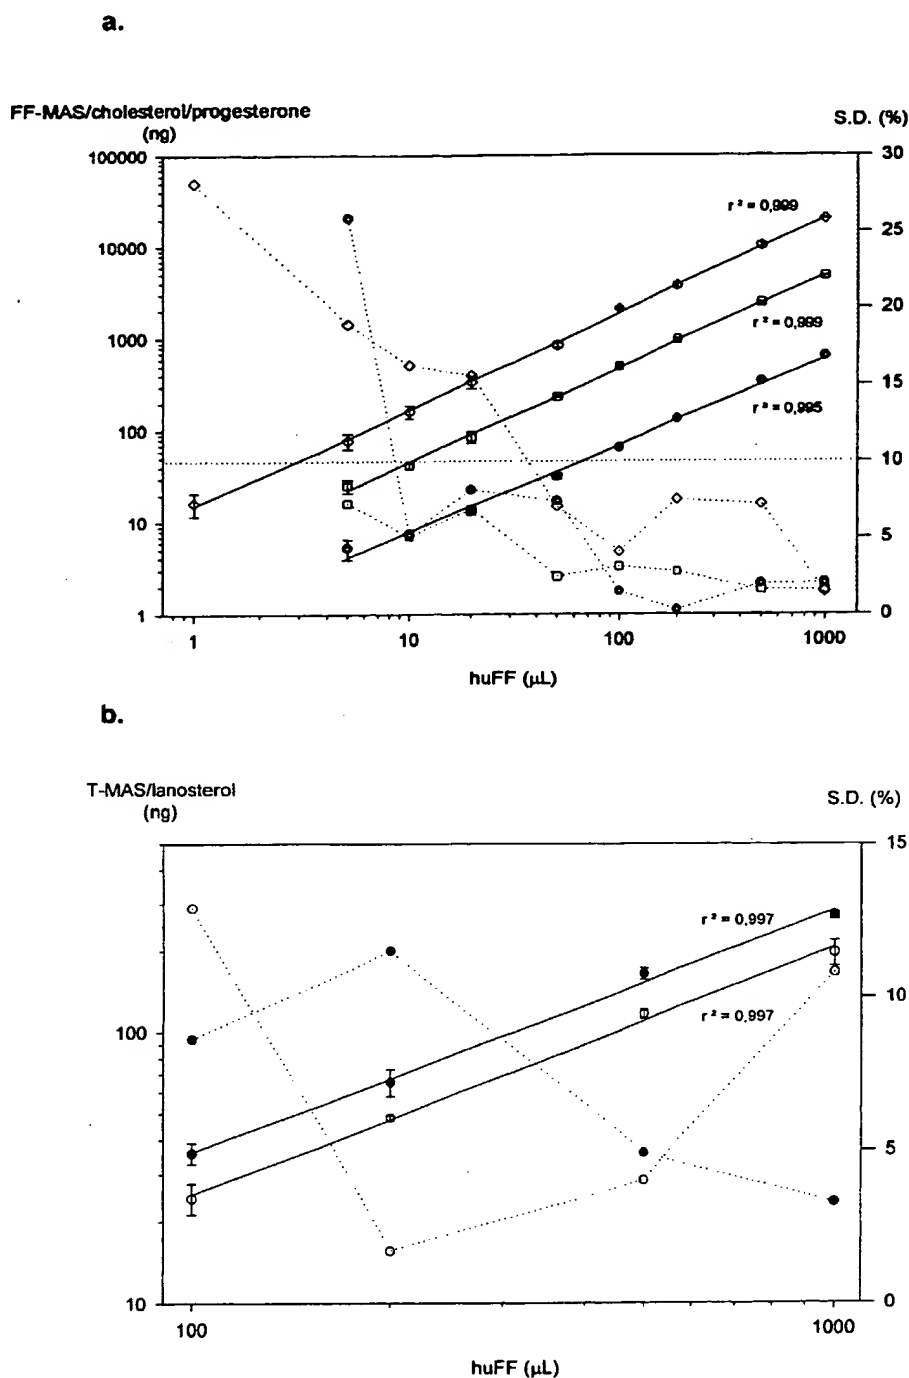 a.
FF-MAS/cholesterol/progesterone
(ng)
S.D. (%)
100000
10000
1000
100
10
1
30
25
20
15
10
5
0
r² = 0,999
r² = 0,999
r² = 0,995
1
10
100
1000
huFF (µL)
b.
T-MAS/lanosterol
(ng)
S.D. (%)
100
10
15
10
5
0
r² = 0,997
r² = 0,997
100
1000
huFF (µL)